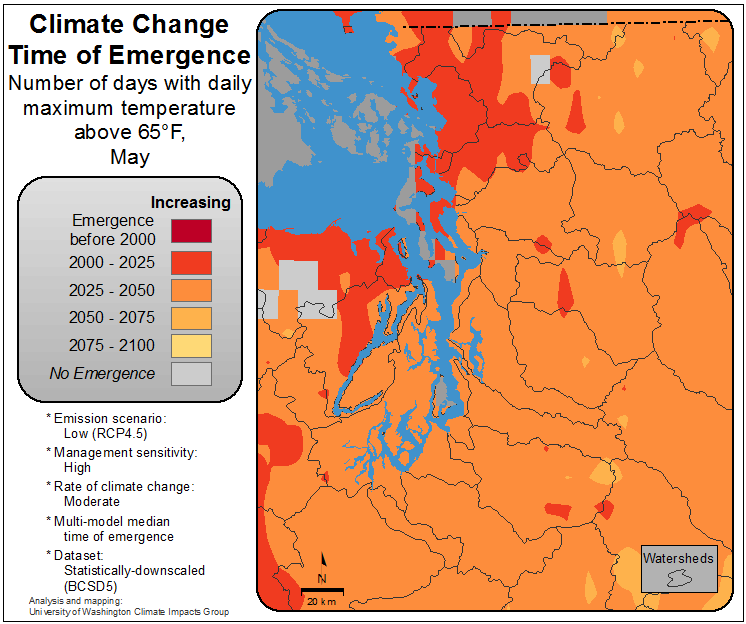 Climate Change
Time of Emergence
Number of days with daily
maximum temperature
above 65°F,
May
Increasing
Emergence
before 2000
2000 - 2025
2025 - 2050
2050 - 2075
2075 - 2100
No Emergence
* Emission scenario:
Low (RCP4.5)
* Management sensitivity:
High
* Rate of climate change:
Moderate
* Multi-model median
time of emergence
* Dataset:
Statistically-downscaled
(BCSD5)
Analysis and mapping:
University of Washington Climate Impacts Group
N
20 km
Watersheds